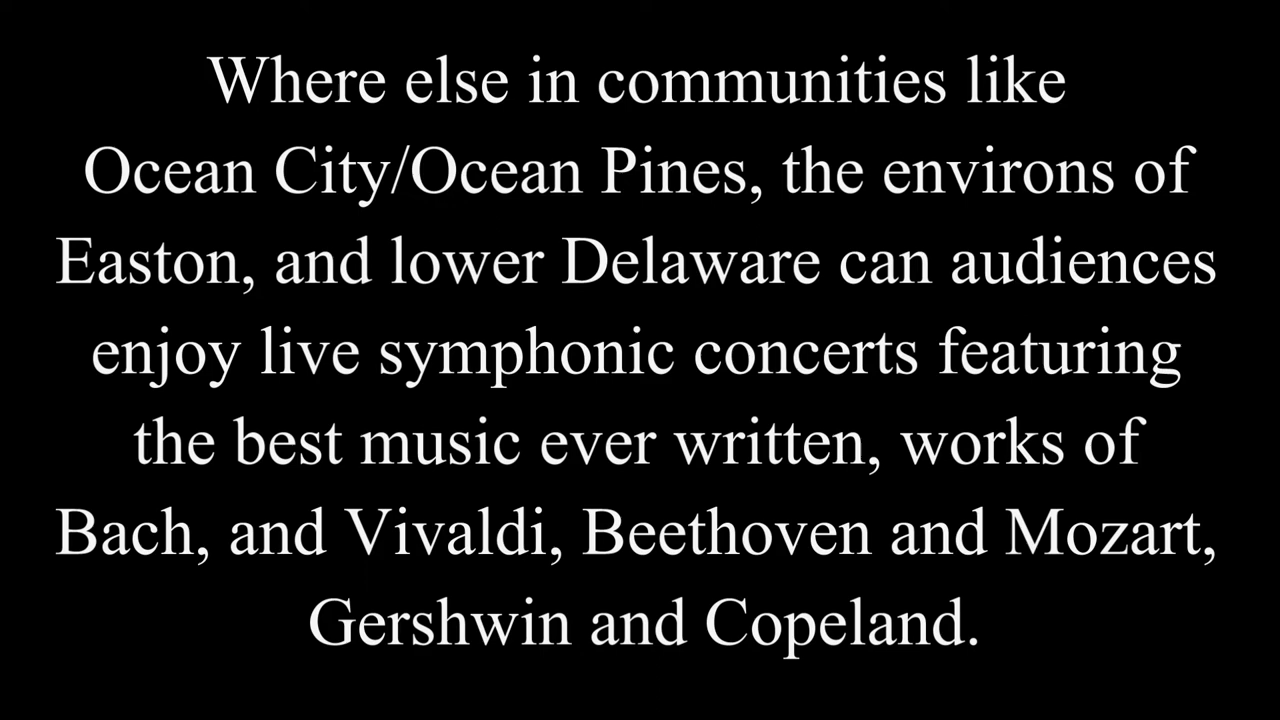 Where else in communities like
Ocean City/Ocean Pines, the environs of
Easton, and lower Delaware can audiences
enjoy live symphonic concerts featuring
the best music ever written, works of
Bach, and Vivaldi, Beethoven and Mozart,
Gershwin and Copeland.